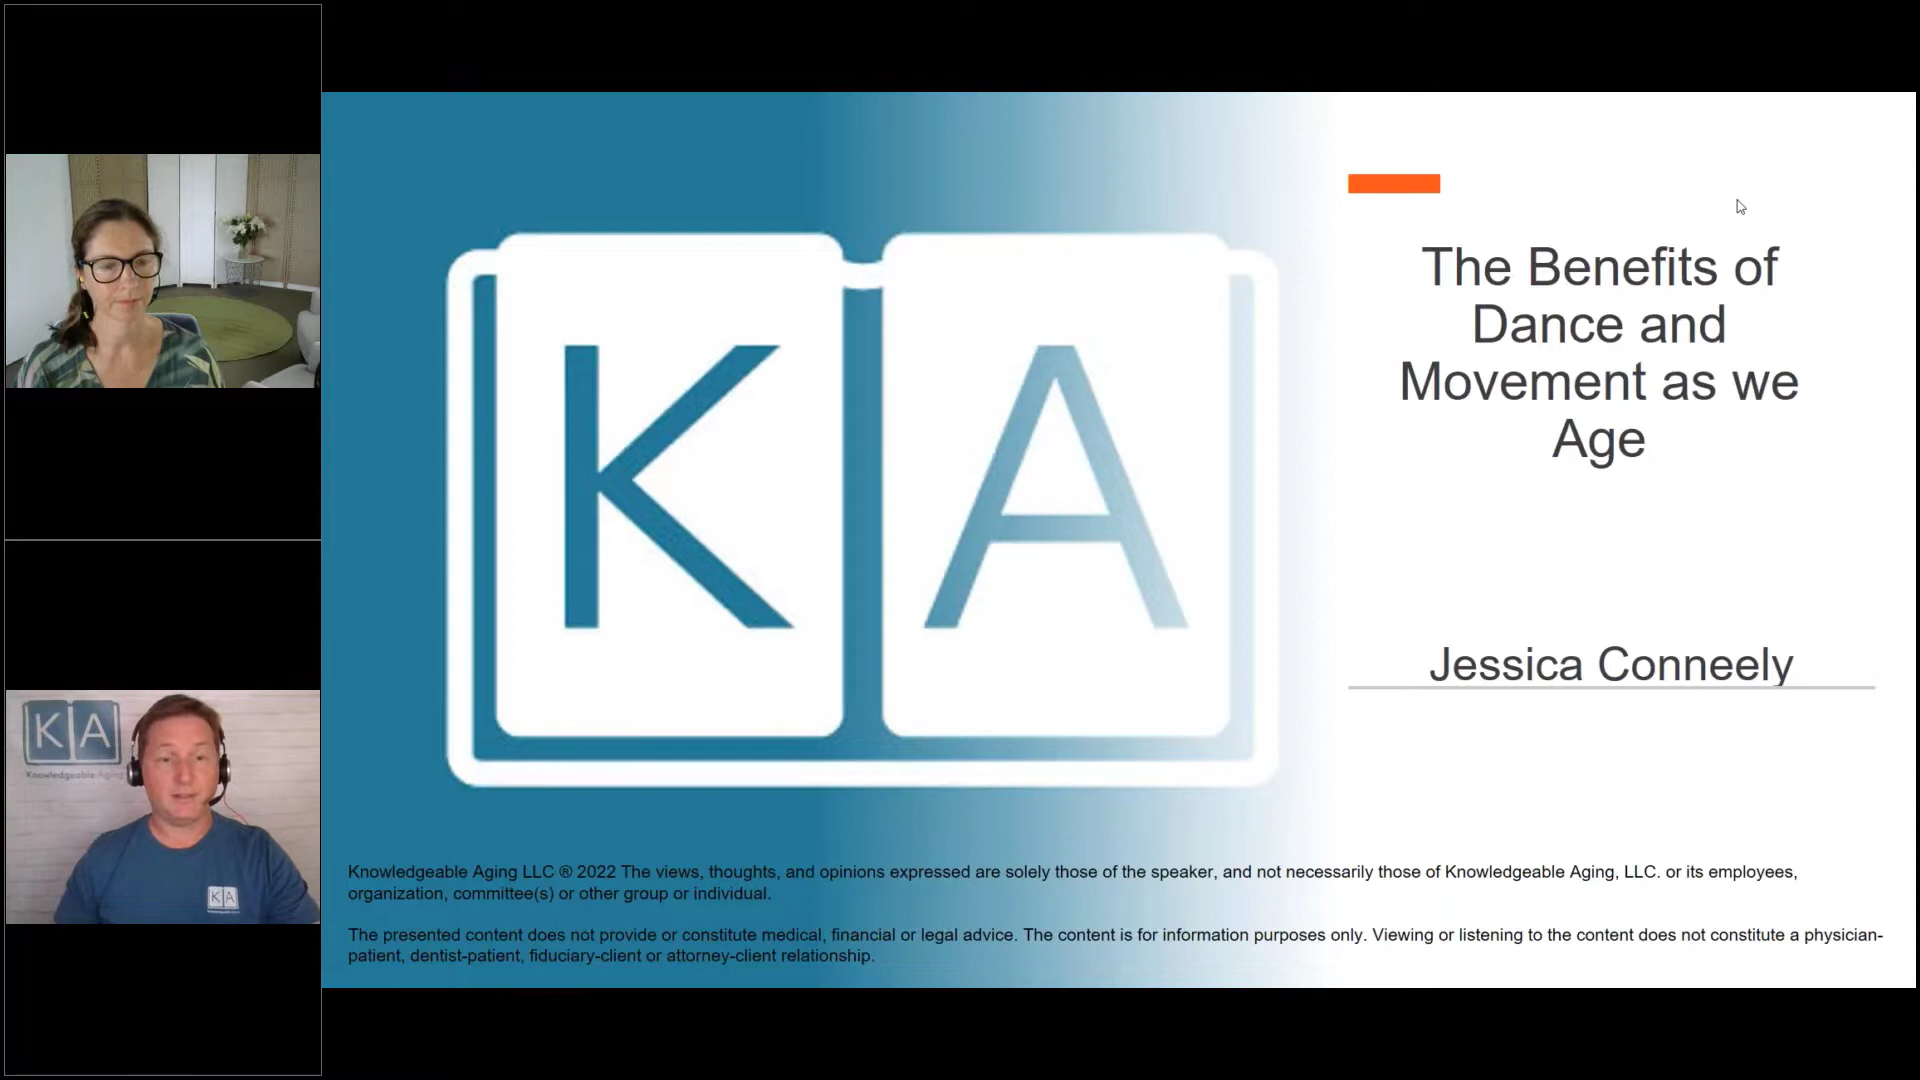 K A
The Benefits of
Dance and
Movement as we
Age
Jessica Conneely
Knowledgeable Aging LLC ® 2022 The views, thoughts, and opinions expressed are solely those of the speaker, and not necessarily those of Knowledgeable Aging, LLC. or its employees,
organization, committee(s) or other group or individual.
The presented content does not provide or constitute medical, financial or legal advice. The content is for information purposes only. Viewing or listening to the content does not constitute a physician-
patient, dentist-patient, fiduciary-client or attorney-client relationship.
K A
Knowledgeable Aging
K A